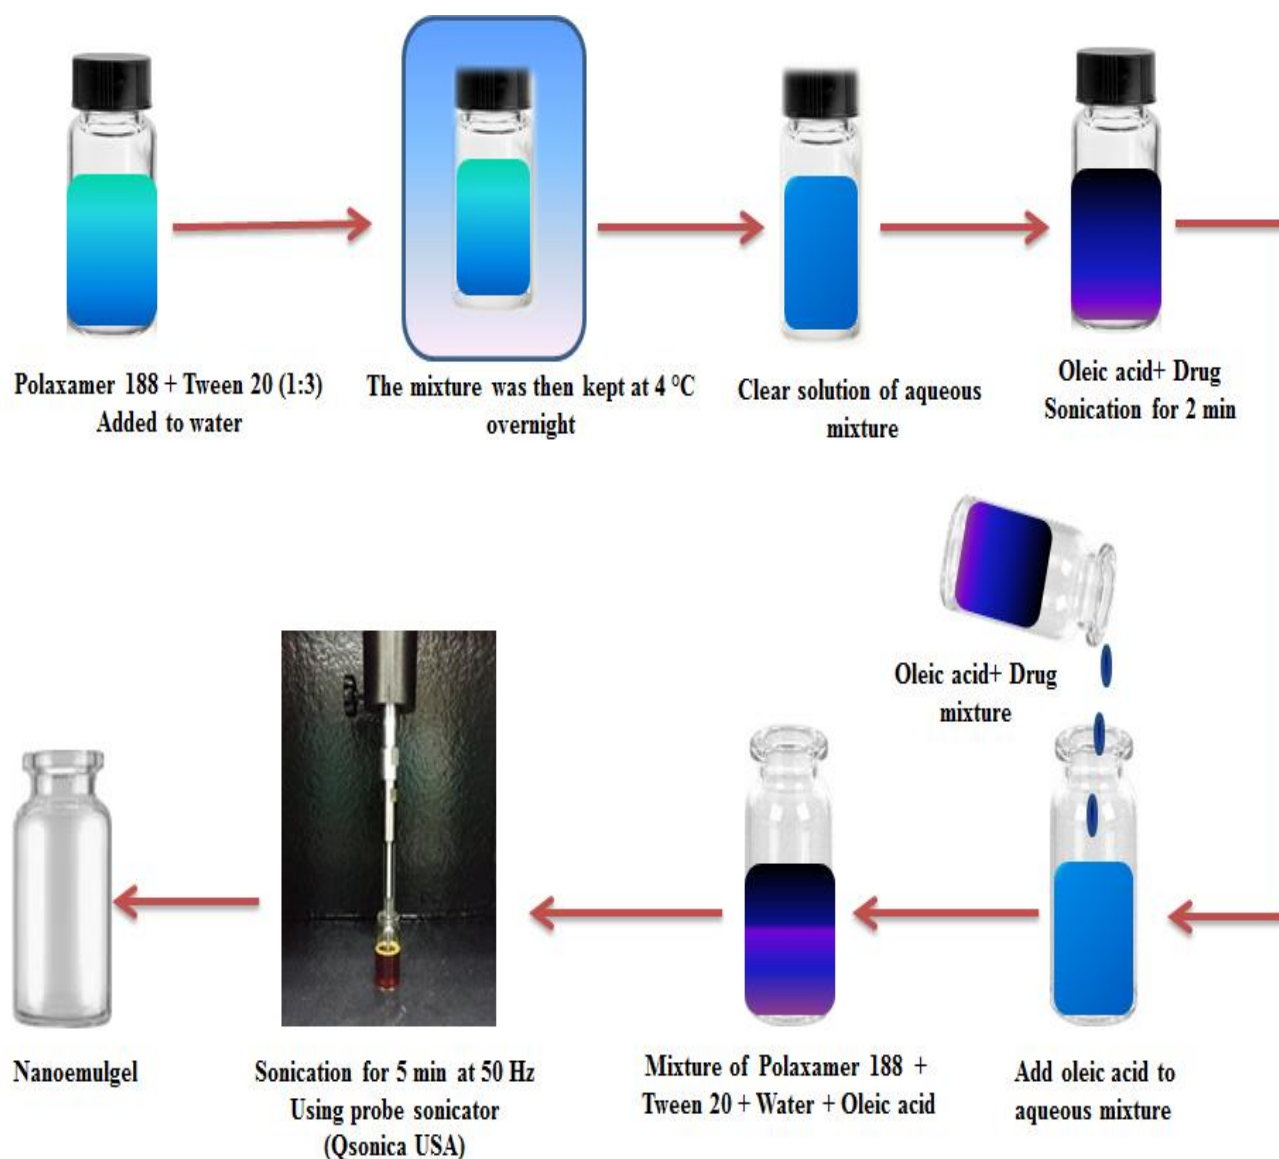 Polaxamer 188 + Tween 20 (1:3)
Added to water
The mixture was then kept at 4 °C
overnight
Clear solution of aqueous
mixture
Oleic acid+ Drug
Sonication for 2 min
Oleic acid+ Drug
mixture
Nanoemulgel
Sonication for 5 min at 50 Hz
Using probe sonicator
(Qsonica USA)
Mixture of Polaxamer 188 +
Tween 20 + Water + Oleic acid
Add oleic acid to
aqueous mixture